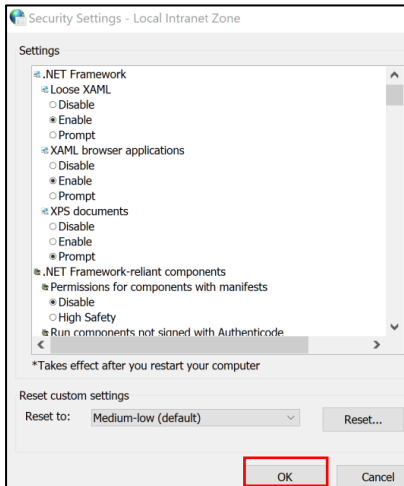 Security Settings - Local Intranet Zone
Settings
.NET Framework
Loose XAML
Disable
Enable
Prompt
XAML browser applications
Disable
Enable
Prompt
XPS documents
Disable
Enable
Prompt
.NET Framework-reliant components
Permissions for components with manifests
Disable
High Safety
Run components not signed with Authenticode
*Takes effect after you restart your computer
Reset custom settings
Reset to: Medium-low (default) Reset...
OK Cancel